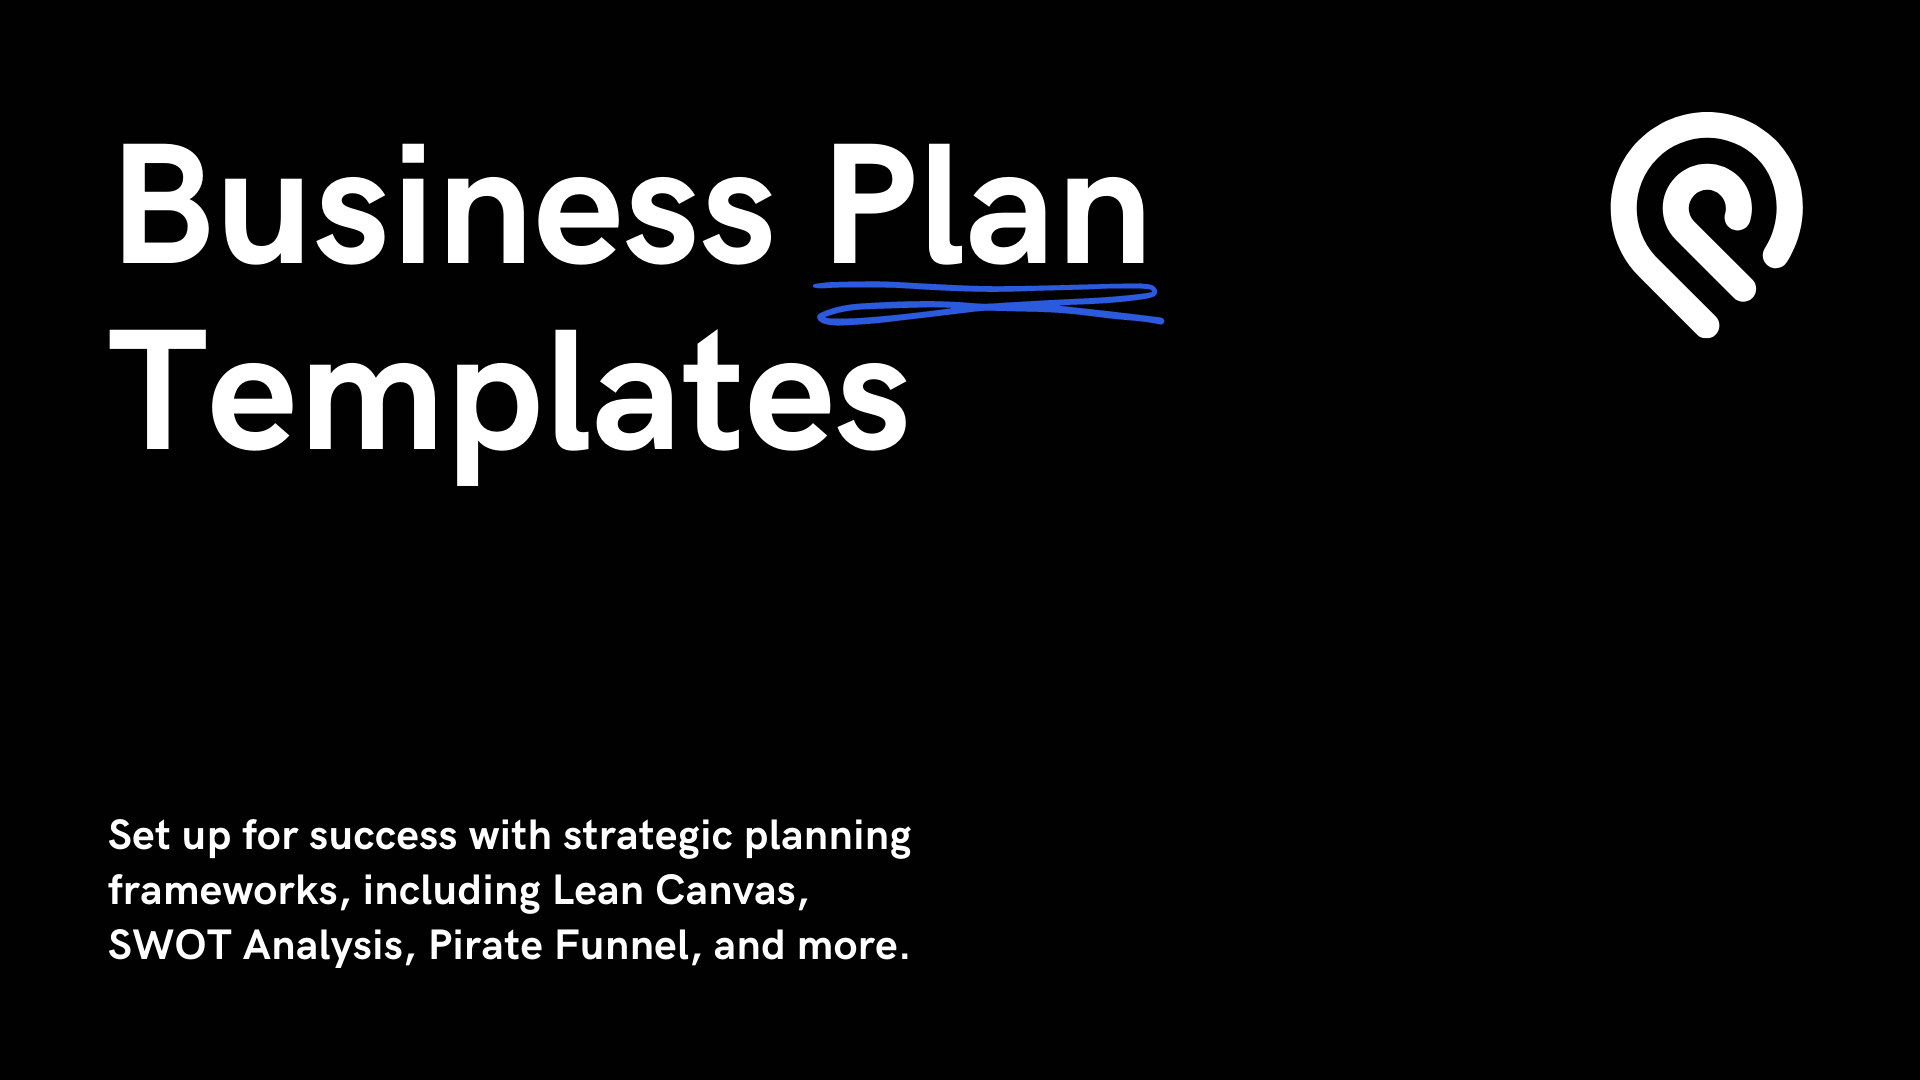 Business Plan
Templates
Set up for success with strategic planning
frameworks, including Lean Canvas,
SWOT Analysis, Pirate Funnel, and more.